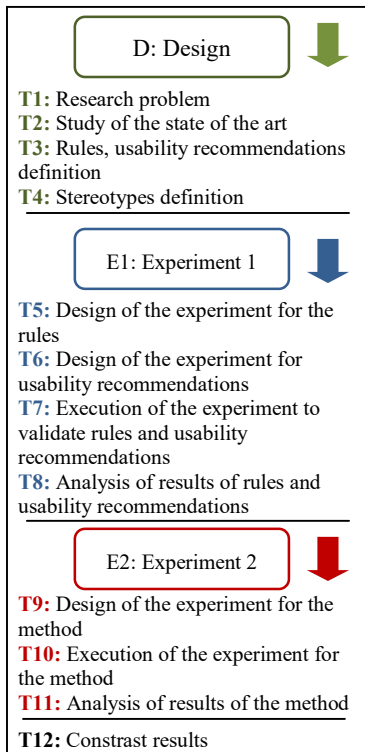 D: Design
T1: Research problem
T2: Study of the state of the art
T3: Rules, usability recommendations
definition
T4: Stereotypes definition
E1: Experiment 1
T5: Design of the experiment for the
rules
T6: Design of the experiment for
usability recommendations
T7: Execution of the experiment to
validate rules and usability
recommendations
T8: Analysis of results of rules and
usability recommendations
E2: Experiment 2
T9: Design of the experiment for the
method
T10: Execution of the experiment for
the method
T11: Analysis of results of the method
T12: Constrast results